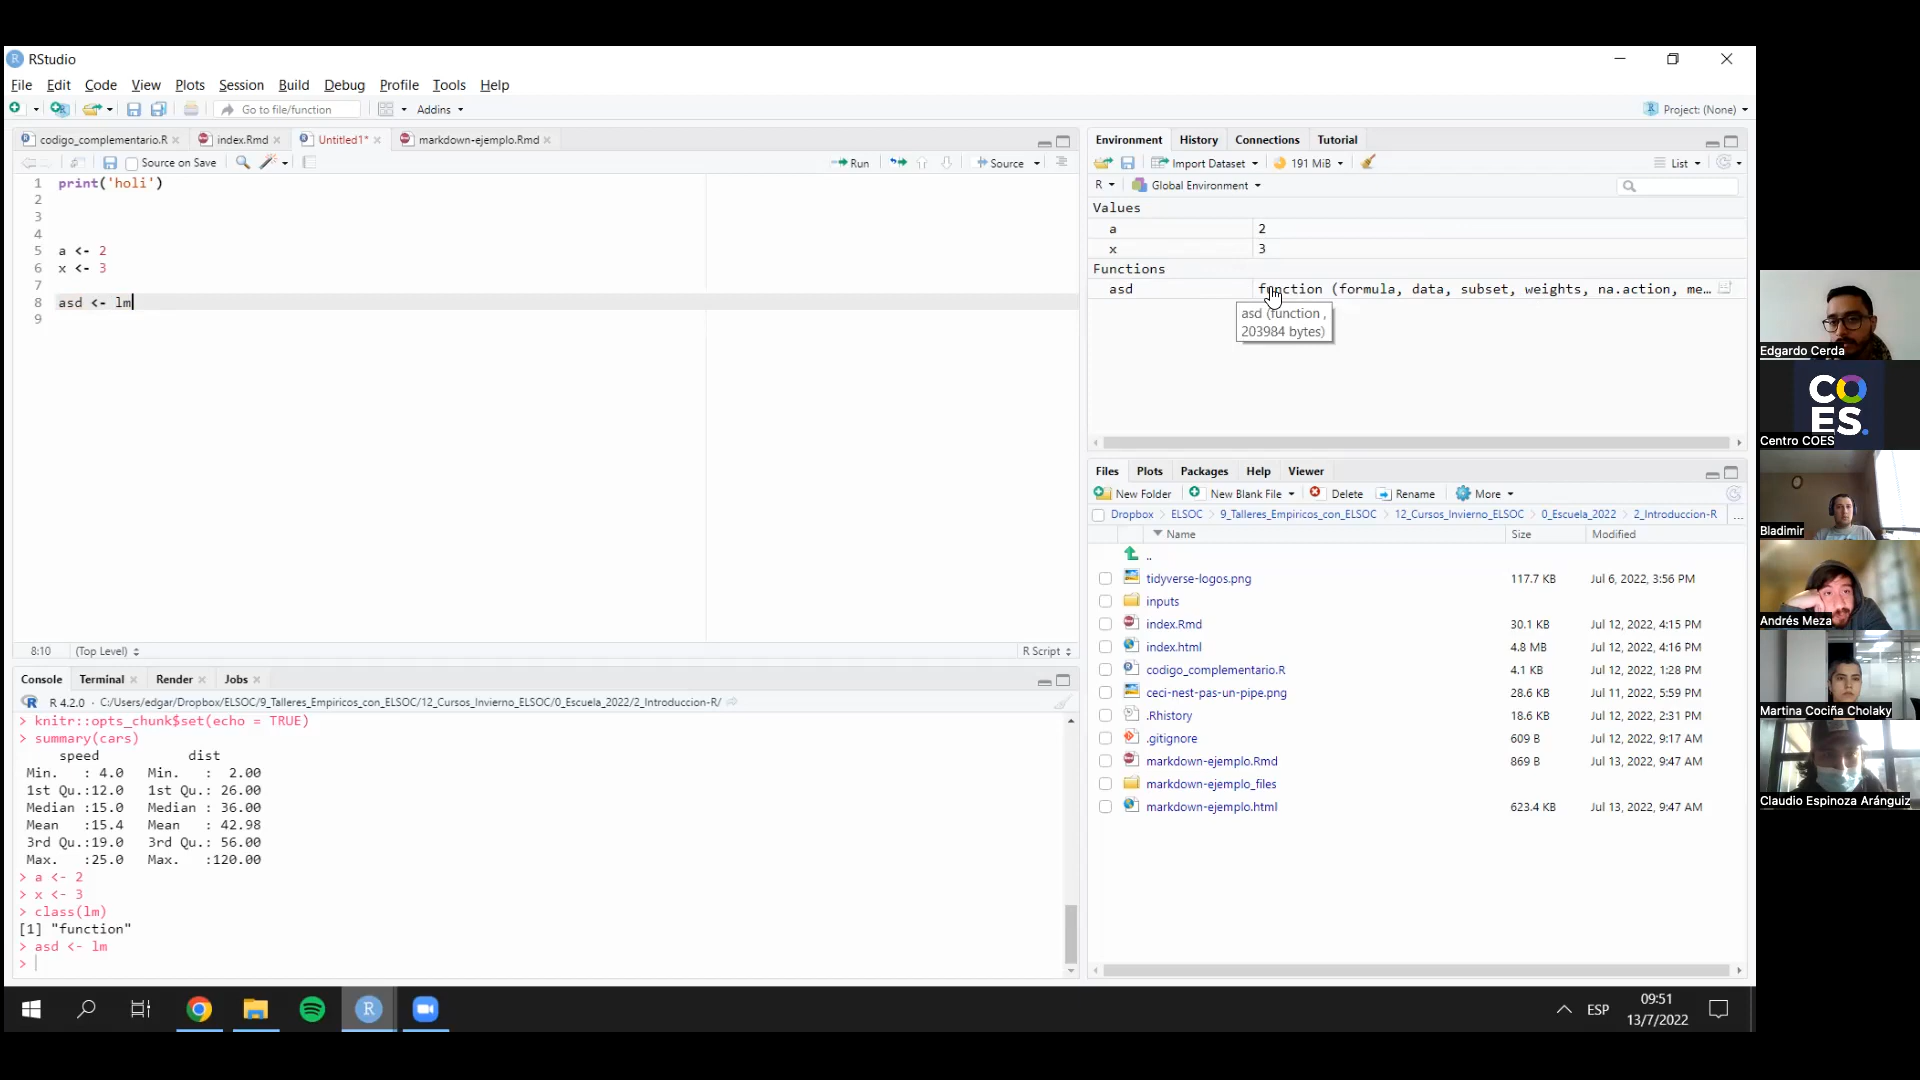 RStudio
File Edit Code View Plots Session Build Debug Profile Tools Help
Go to file/function Addins Project: (None)
codigo_complementario.R index.Rmd Untitled1* markdown-ejemplo.Rmd
Source on Save Run Source
1 print('holi')
2
3
4
5 a <- 2
6 x <- 3
7
8 asd <- lm
9
8:10 (Top Level) R Script
Console Terminal Render Jobs
R 4.2.0 · C:/Users/edgar/Dropbox/ELSOC/9_Talleres_Empiricos_con_ELSOC/12_Cursos_Invierno_ELSOC/0_Escuela_2022/2_Introduccion-R/
> knitr::opts_chunk$set(echo = TRUE)
> summary(cars)
speed dist
Min. : 4.0 Min. : 2.00
1st Qu.:12.0 1st Qu.: 26.00
Median :15.0 Median : 36.00
Mean :15.4 Mean : 42.98
3rd Qu.:19.0 3rd Qu.: 56.00
Max. :25.0 Max. :120.00
> a <- 2
> x <- 3
> class(lm)
[1] "function"
> asd <- lm
>
Environment History Connections Tutorial
Import Dataset 191 MiB List
R Global Environment
Values
a 2
x 3
Functions
asd function (formula, data, subset, weights, na.action, me…
asd (function ,
203984 bytes)
Files Plots Packages Help Viewer
New Folder New Blank File Delete Rename More
Dropbox ELSOC 9_Talleres_Empiricos_con_ELSOC 12_Cursos_Invierno_ELSOC 0_Escuela_2022 2_Introduccion-R ...
Name Size Modified
..
tidyverse-logos.png 117.7 KB Jul 6, 2022, 3:56 PM
inputs
index.Rmd 30.1 KB Jul 12, 2022, 4:15 PM
index.html 4.8 MB Jul 12, 2022, 4:16 PM
codigo_complementario.R 4.1 KB Jul 12, 2022, 1:28 PM
ceci-nest-pas-un-pipe.png 28.6 KB Jul 11, 2022, 5:59 PM
.Rhistory 18.6 KB Jul 12, 2022, 2:31 PM
.gitignore 609 B Jul 12, 2022, 9:17 AM
markdown-ejemplo.Rmd 869 B Jul 13, 2022, 9:47 AM
markdown-ejemplo_files
markdown-ejemplo.html 623.4 KB Jul 13, 2022, 9:47 AM
Edgardo Cerda
COES.
Centro COES
Bladimir
Andrés Meza
Martina Cociña Cholaky
Claudio Espinoza Aránguiz
ESP
09:51
13/7/2022